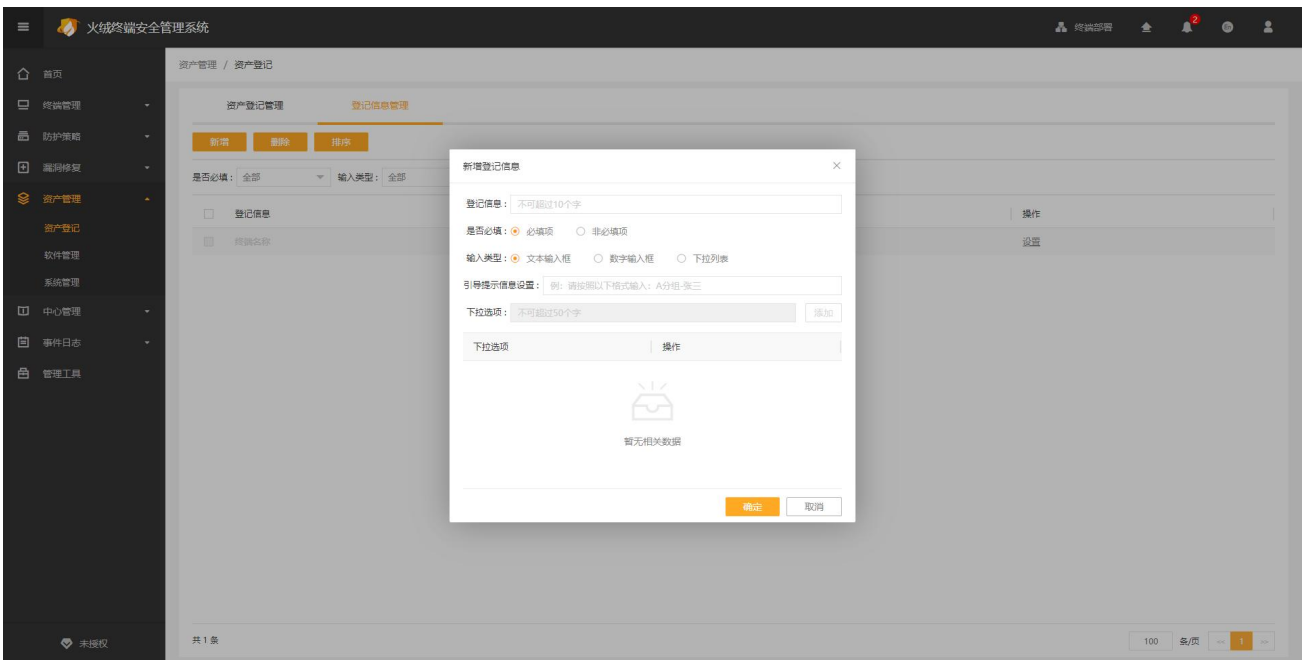 火绒终端安全管理系统
终端部署
2
首页
终端管理
防护策略
漏洞修复
资产管理
资产登记
软件管理
系统管理
中心管理
事件日志
管理工具
未授权
资产管理 / 资产登记
资产登记管理 登记信息管理
新增 删除 排序
是否必填: 全部 输入类型: 全部
登记信息 操作
终端名称 设置
新增登记信息
登记信息: 不可超过10个字
是否必填: 必填项 非必填项
输入类型: 文本输入框 数字输入框 下拉列表
引导提示信息设置: 例: 请按照以下格式输入: A分组-张三
下拉选项: 不可超过50个字 添加
下拉选项 操作
暂无相关数据
确定 取消
共 1 条 100 条/页 1